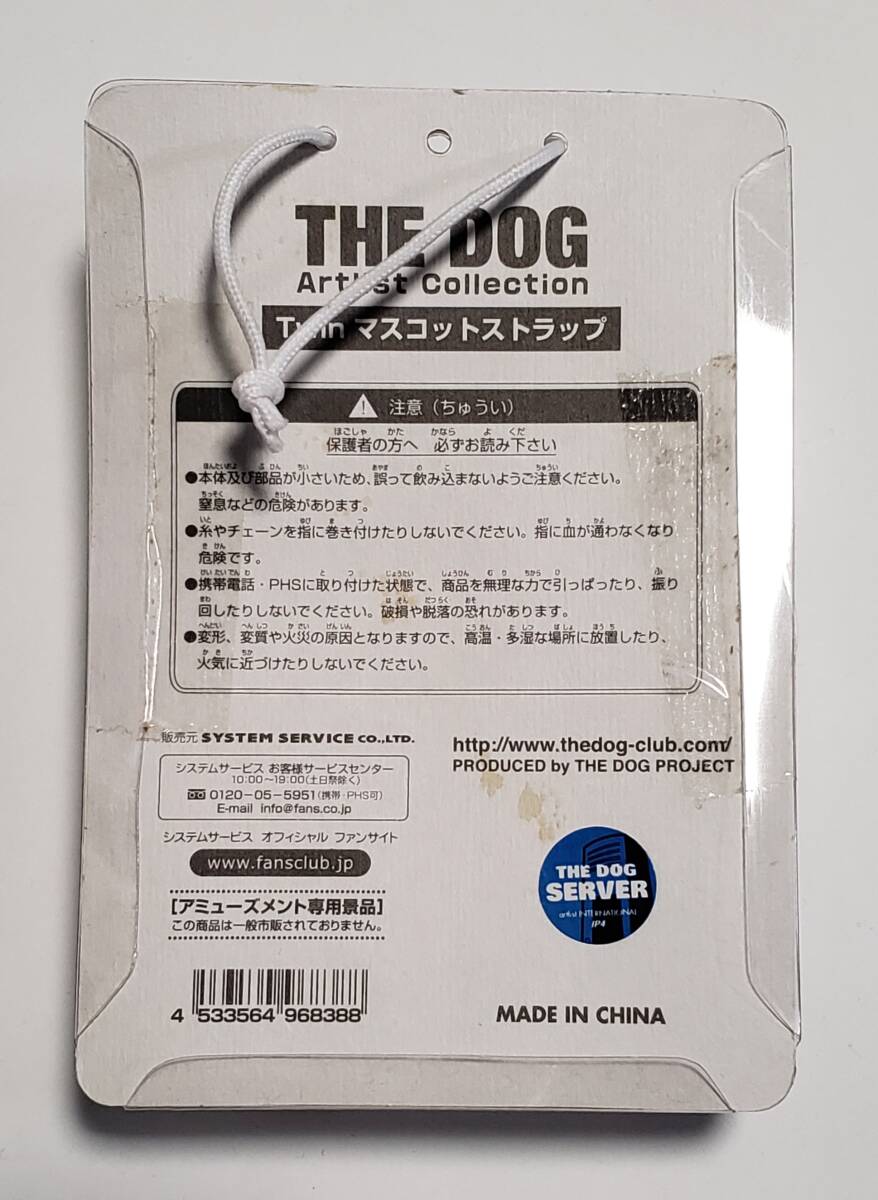 THE DOG
Artlist Collection
Twin マスコットストラップ
注意（ちゅうい）
保護者の方へ 必ずお読み下さい
●本体及び部品が小さいため、誤って飲み込まないようご注意ください。
窒息などの危険があります。
●糸やチェーンを指に巻き付けたりしないでください。指に血が通わなくなり
危険です。
●携帯電話・PHSに取り付けた状態で、商品を無理な力で引っぱったり、振り
回したりしないでください。破損や脱落の恐れがあります。
●変形、変質や火災の原因となりますので、高温・多湿な場所に放置したり、
火気に近づけたりしないでください。
販売元 SYSTEM SERVICE CO.,LTD.
システムサービス お客様サービスセンター
10:00〜19:00(土日祭除く)
0120-05-5951(携帯・PHS可)
E-mail info@fans.co.jp
システムサービス オフィシャル ファンサイト
www.fansclub.jp
【アミューズメント専用景品】
この商品は一般市販されておりません。
4 533564 968388
http://www.thedog-club.com/
PRODUCED by THE DOG PROJECT
THE DOG
SERVER
artlist INTERNATIONAL
IP4
MADE IN CHINA